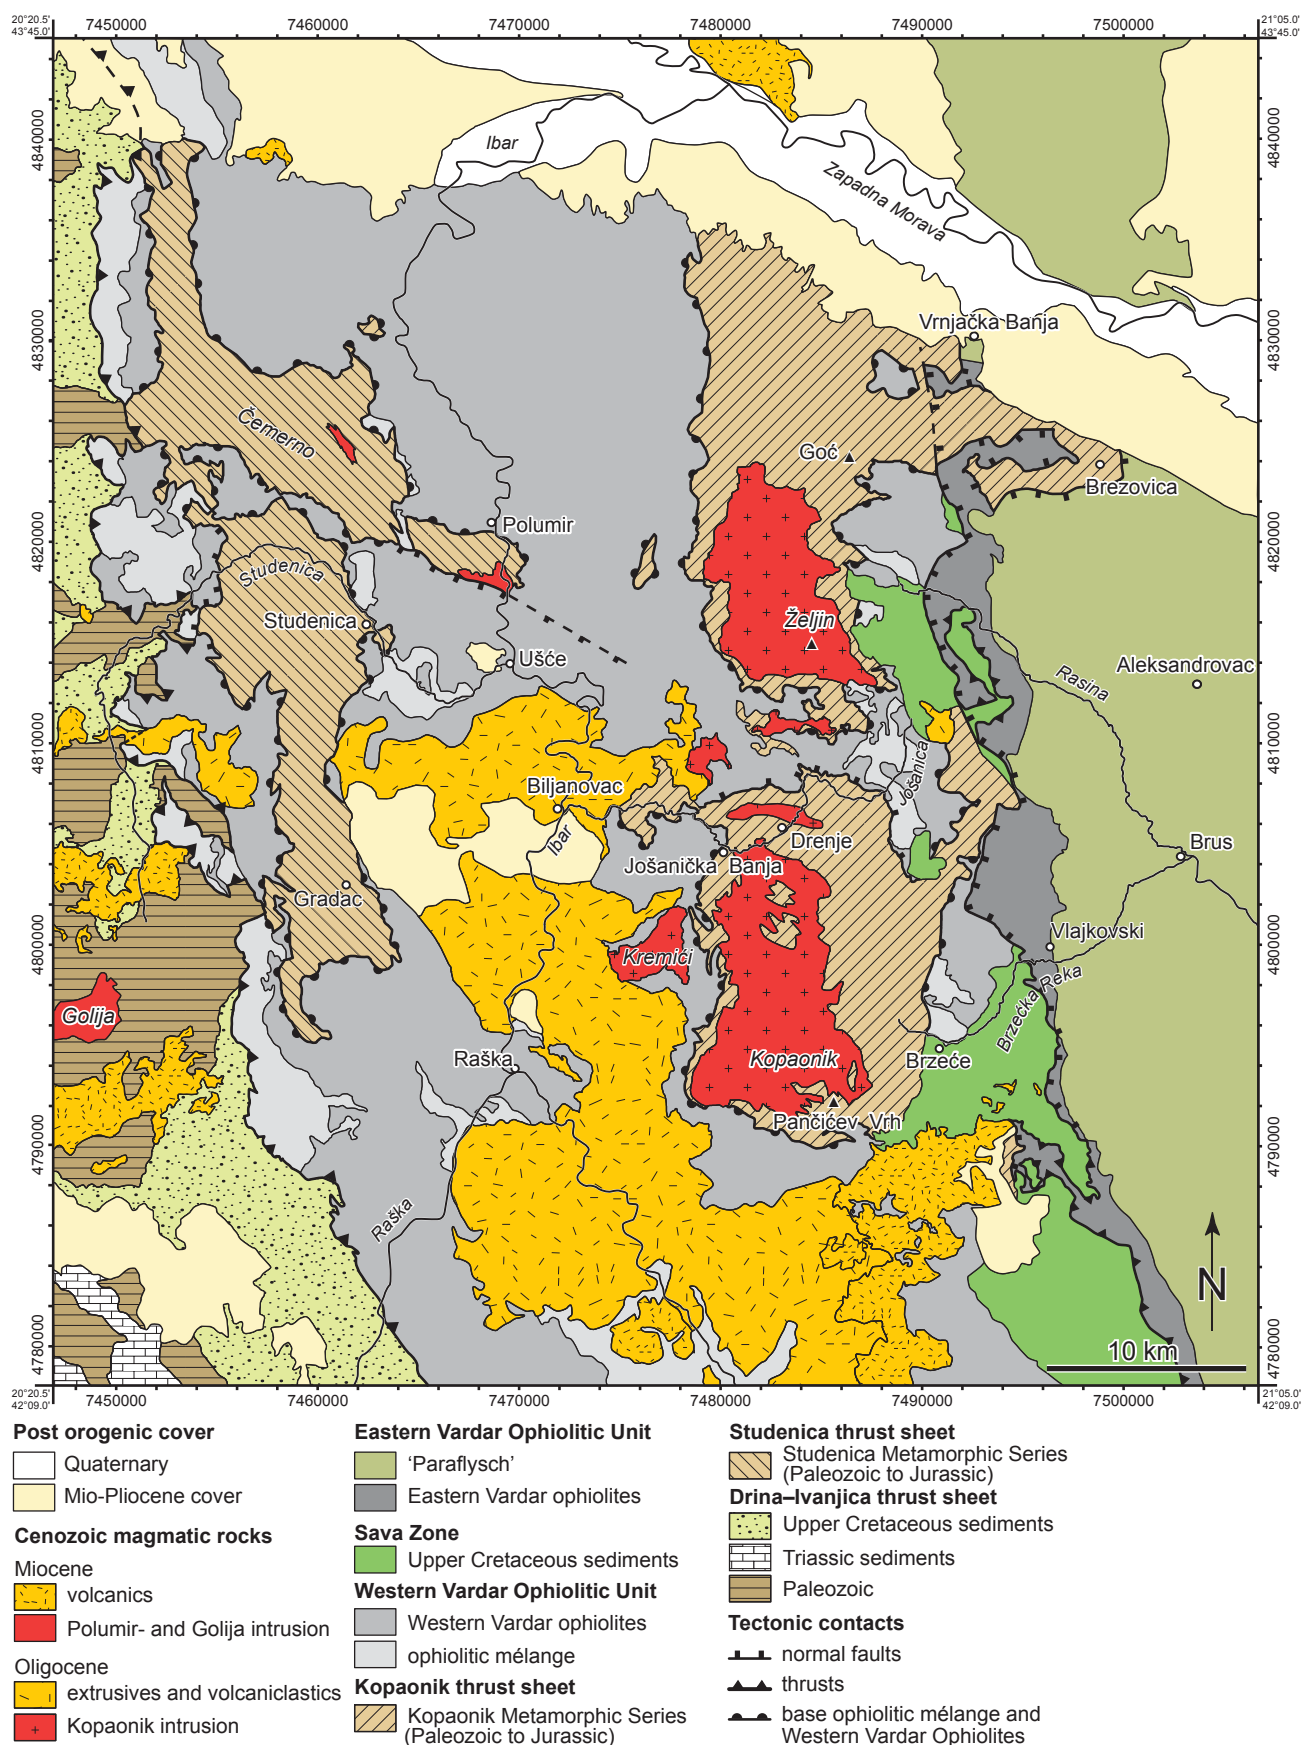 20°20.5'
43°45.0'
7450000
7460000
7470000
7480000
7490000
7500000
21°05.0'
43°45.0'
4840000
4830000
4820000
4810000
4800000
4790000
4780000
4840000
4830000
4820000
4810000
4800000
4790000
4780000
Ibar
Zapadna Morava
Vrnjačka Banja
Čemerno
Goć
Brezovica
Polumir
Studenica
Studenica
Željin
Ušće
Aleksandrovac
Rasina
Jošanica
Biljanovac
Ibar
Drenje
Brus
Jošanička Banja
Gradac
Vlajkovski
Kremići
Brzećka Reka
Golija
Raška
Kopaonik
Brzeće
Pančićev Vrh
Raška
N
10 km
20°20.5'
42°09.0'
7450000
7460000
7470000
7480000
7490000
7500000
21°05.0'
42°09.0'
Post orogenic cover
Quaternary
Mio-Pliocene cover
Cenozoic magmatic rocks
Miocene
volcanics
Polumir- and Golija intrusion
Oligocene
extrusives and volcaniclastics
Kopaonik intrusion
Eastern Vardar Ophiolitic Unit
'Paraflysch'
Eastern Vardar ophiolites
Sava Zone
Upper Cretaceous sediments
Western Vardar Ophiolitic Unit
Western Vardar ophiolites
ophiolitic mélange
Kopaonik thrust sheet
Kopaonik Metamorphic Series
(Paleozoic to Jurassic)
Studenica thrust sheet
Studenica Metamorphic Series
(Paleozoic to Jurassic)
Drina–Ivanjica thrust sheet
Upper Cretaceous sediments
Triassic sediments
Paleozoic
Tectonic contacts
normal faults
thrusts
base ophiolitic mélange and
Western Vardar Ophiolites